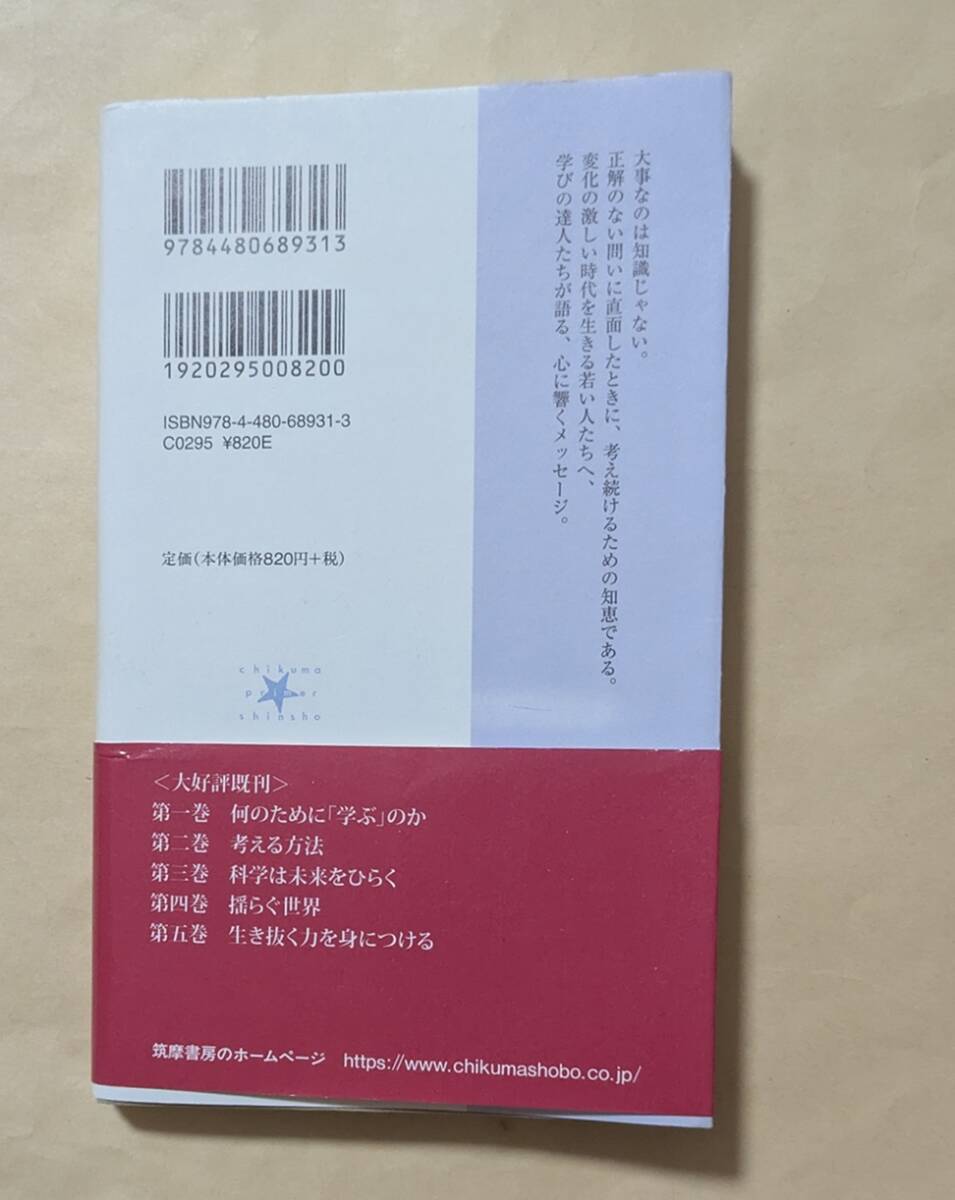 大事なのは知識じゃない。
正解のない問いに直面したときに、考え続けるための知恵である。
変化の激しい時代を生きる若い人たちへ、
学びの達人たちが語る、心に響くメッセージ。
9784480689313
1920295008200
ISBN978-4-480-68931-3
C0295 ¥820E
定価(本体価格820円+税)
chikuma
primer
shinsho
<大好評既刊>
第一巻 何のために「学ぶ」のか
第二巻 考える方法
第三巻 科学は未来をひらく
第四巻 揺らぐ世界
第五巻 生き抜く力を身につける
筑摩書房のホームページ https://www.chikumashobo.co.jp/